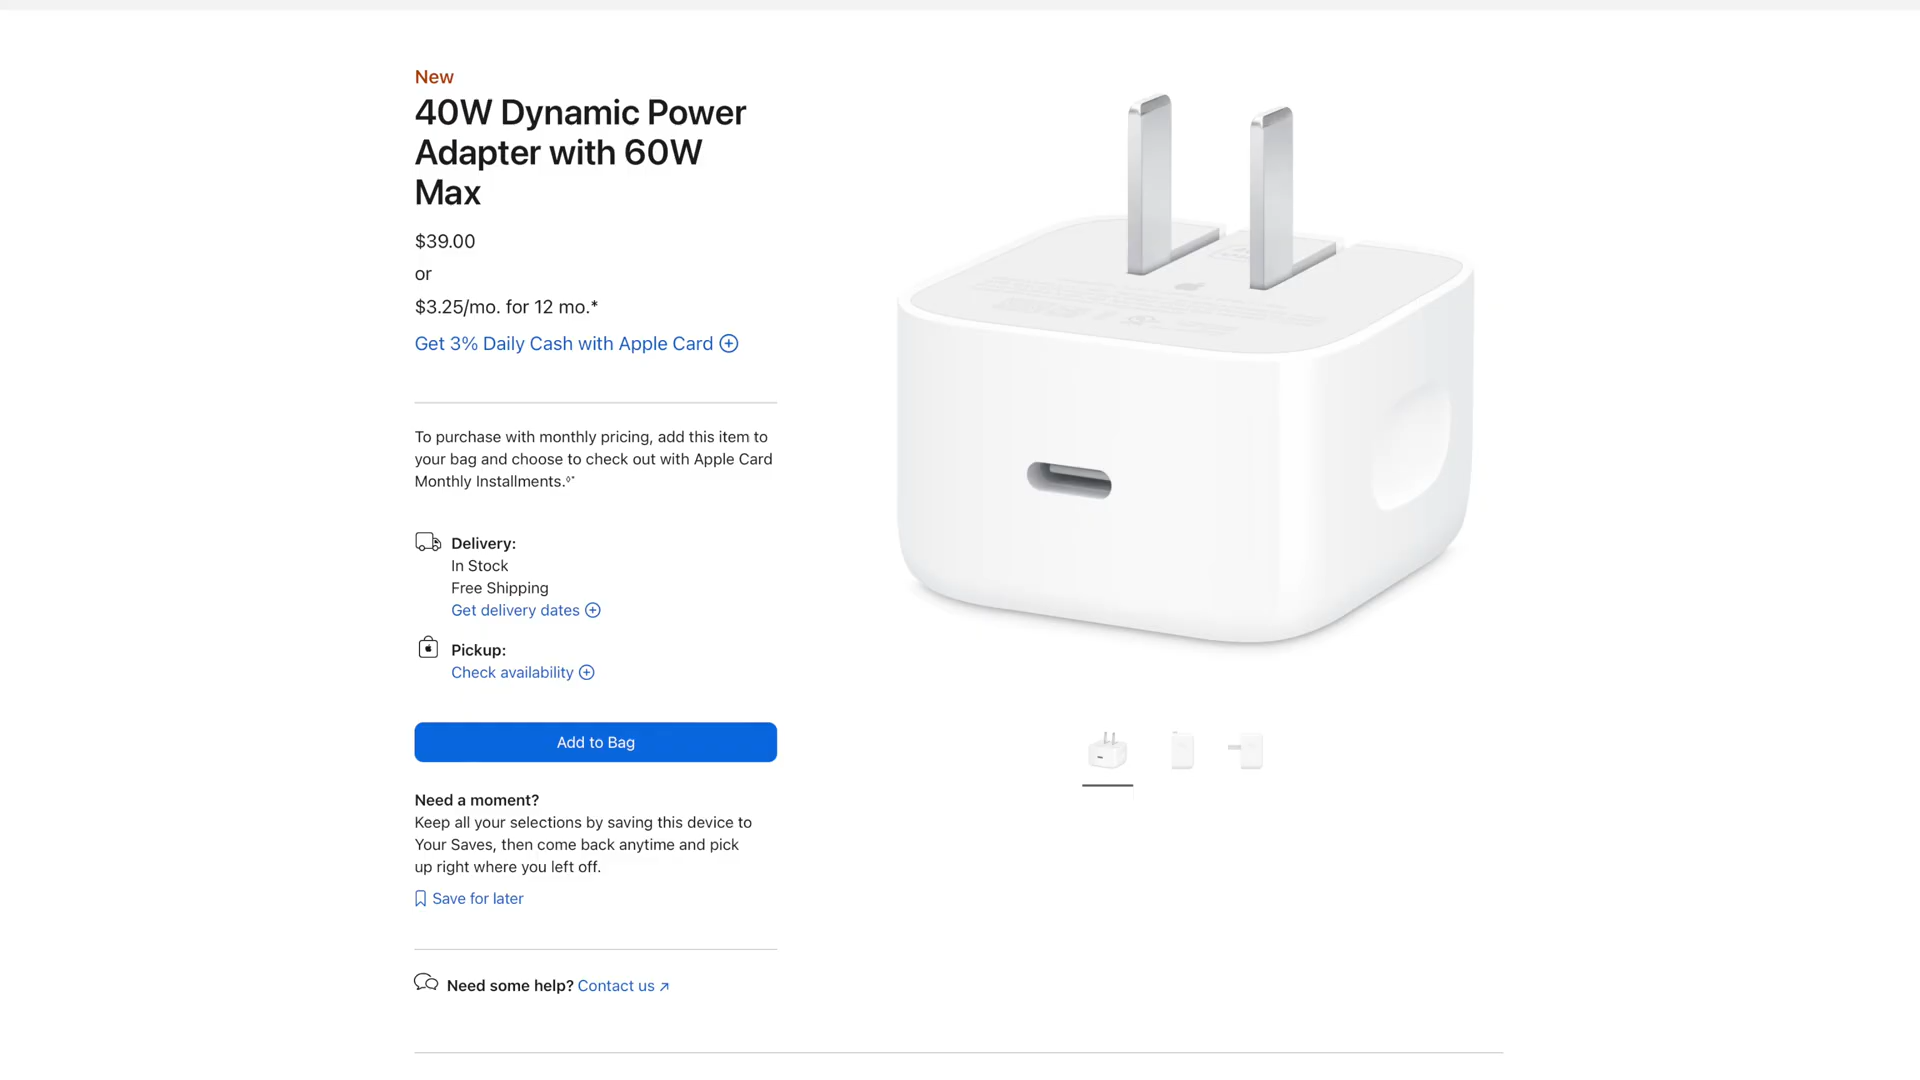 New
40W Dynamic Power
Adapter with 60W
Max
$39.00
or
$3.25/mo. for 12 mo.*
Get 3% Daily Cash with Apple Card
To purchase with monthly pricing, add this item to
your bag and choose to check out with Apple Card
Monthly Installments.◊*
Delivery:
In Stock
Free Shipping
Get delivery dates
Pickup:
Check availability
Add to Bag
Need a moment?
Keep all your selections by saving this device to
Your Saves, then come back anytime and pick
up right where you left off.
Save for later
Need some help? Contact us ↗